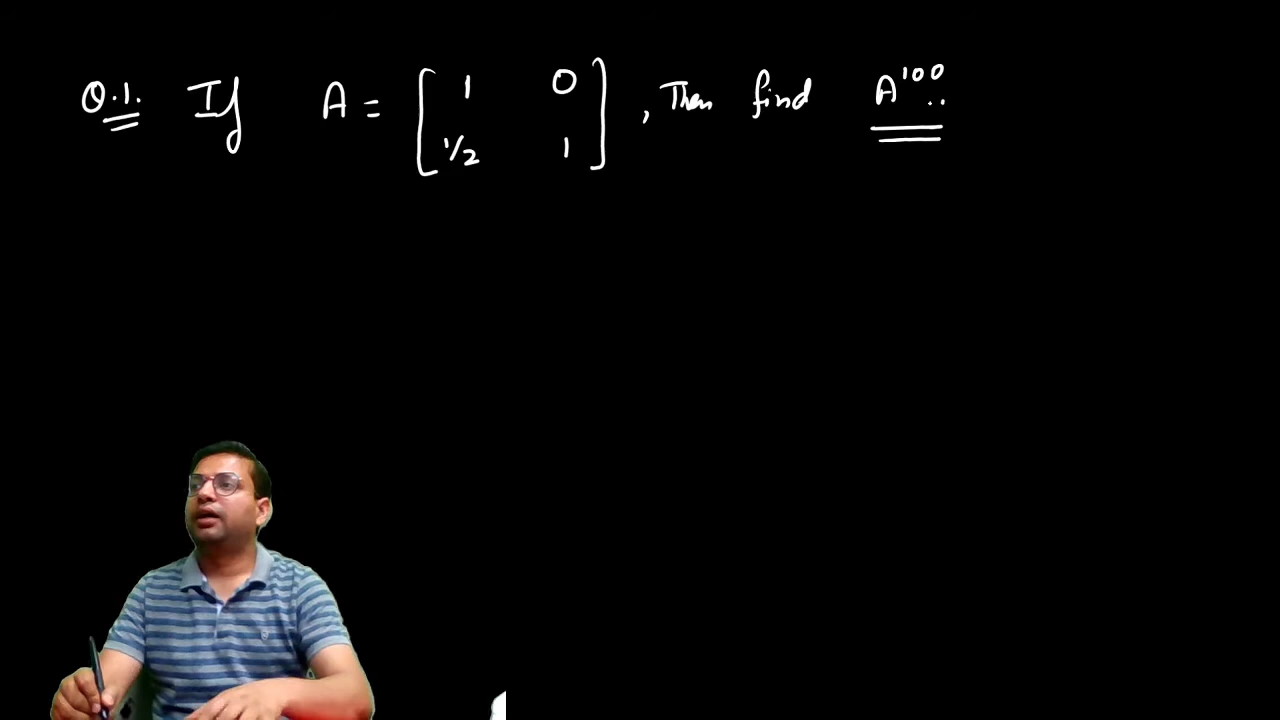 Q.1. If A = [ 1 0 ; 1/2 1 ], Then find A¹⁰⁰..